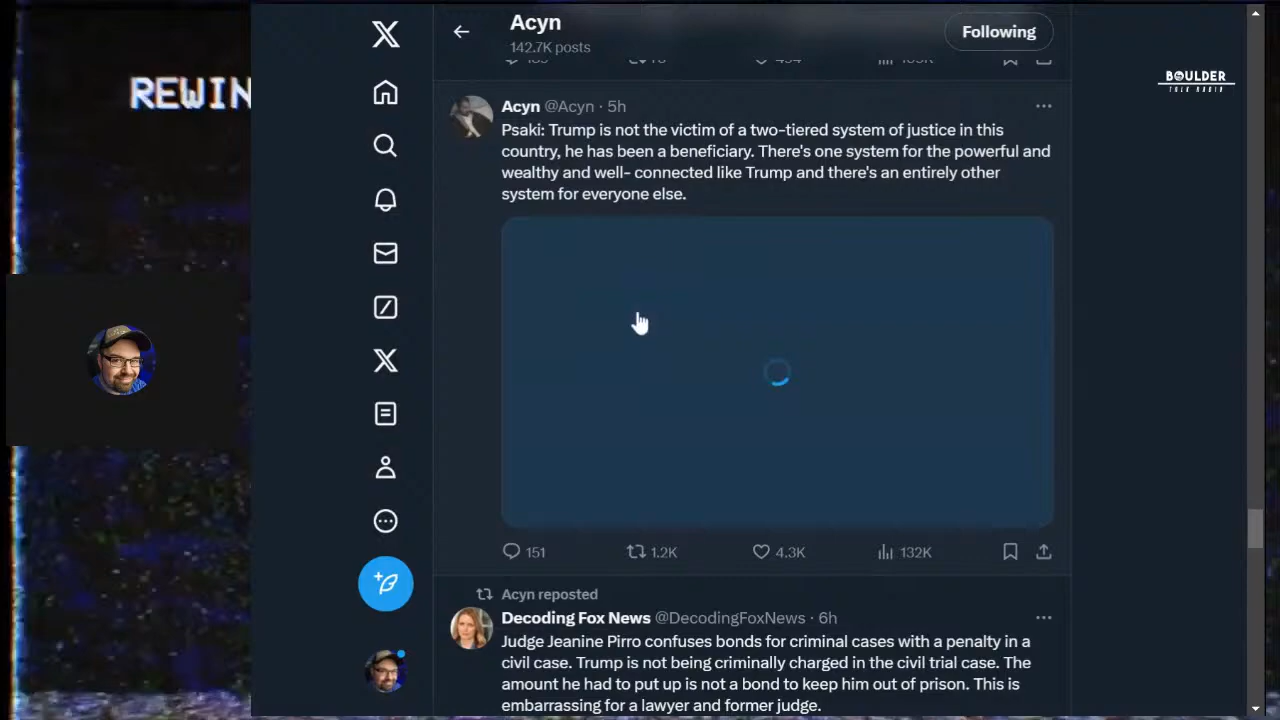 REWIN
Acyn
142.7K posts
Following
BOULDER
TALK RADIO
Acyn @Acyn · 5h
Psaki: Trump is not the victim of a two-tiered system of justice in this
country, he has been a beneficiary. There's one system for the powerful and
wealthy and well- connected like Trump and there's an entirely other
system for everyone else.
151 1.2K 4.3K 132K
Acyn reposted
Decoding Fox News @DecodingFoxNews · 6h
Judge Jeanine Pirro confuses bonds for criminal cases with a penalty in a
civil case. Trump is not being criminally charged in the civil trial case. The
amount he had to put up is not a bond to keep him out of prison. This is
embarrassing for a lawyer and former judge.